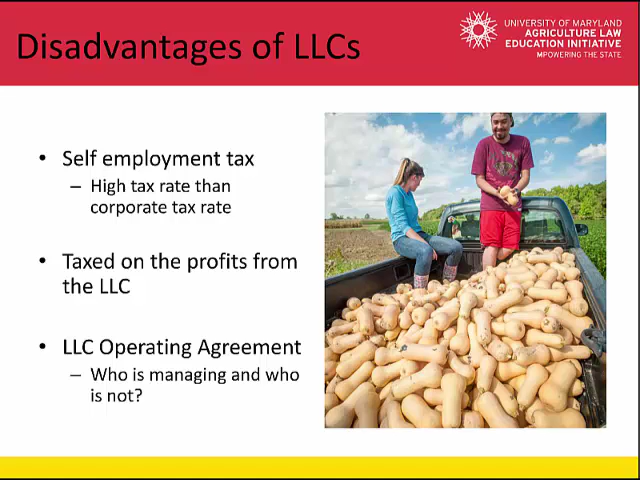 Disadvantages of LLCs
UNIVERSITY OF MARYLAND
AGRICULTURE LAW
EDUCATION INITIATIVE
MPOWERING THE STATE.
• Self employment tax
– High tax rate than
corporate tax rate
• Taxed on the profits from
the LLC
• LLC Operating Agreement
– Who is managing and who
is not?